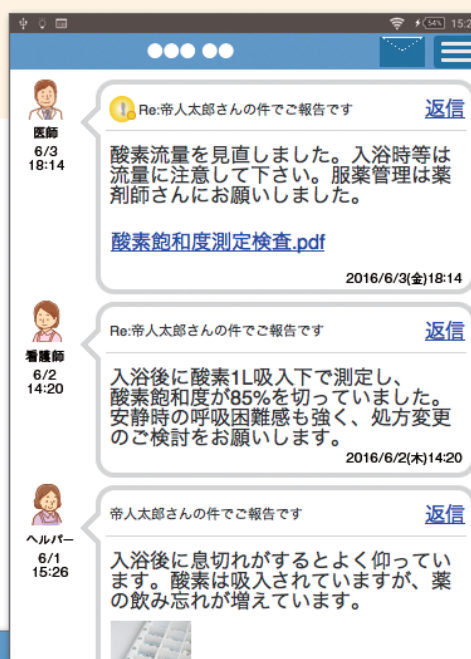 54% 15:2
●●● ●●
医師
6/3
18:14
Re:帝人太郎さんの件でご報告です
返信
酸素流量を見直しました。入浴時等は
流量に注意して下さい。服薬管理は薬
剤師さんにお願いしました。
酸素飽和度測定検査.pdf
2016/6/3(金)18:14
看護師
6/2
14:20
Re:帝人太郎さんの件でご報告です
返信
入浴後に酸素1L吸入下で測定し、
酸素飽和度が85%を切っていました。
安静時の呼吸困難感も強く、処方変更
のご検討をお願いします。
2016/6/2(木)14:20
ヘルパー
6/1
15:26
帝人太郎さんの件でご報告です
返信
入浴後に息切れがするとよく仰ってい
ます。酸素は吸入されていますが、薬
の飲み忘れが増えています。